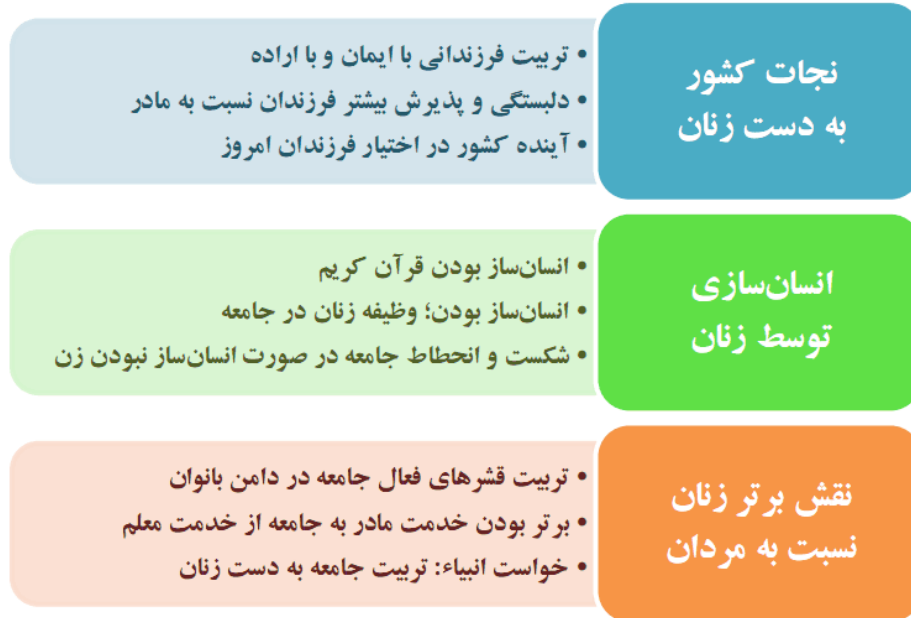 نجات کشور
به دست زنان
• تربیت فرزندانی با ایمان و با اراده
• دلبستگی و پذیرش بیشتر فرزندان نسبت به مادر
• آینده کشور در اختیار فرزندان امروز
انسان‌سازی
توسط زنان
• انسان‌ساز بودن قرآن کریم
• انسان‌ساز بودن؛ وظیفه زنان در جامعه
• شکست و انحطاط جامعه در صورت انسان‌ساز نبودن زن
نقش برتر زنان
نسبت به مردان
• تربیت قشرهای فعال جامعه در دامن بانوان
• برتر بودن خدمت مادر به جامعه از خدمت معلم
• خواست انبیاء: تربیت جامعه به دست زنان